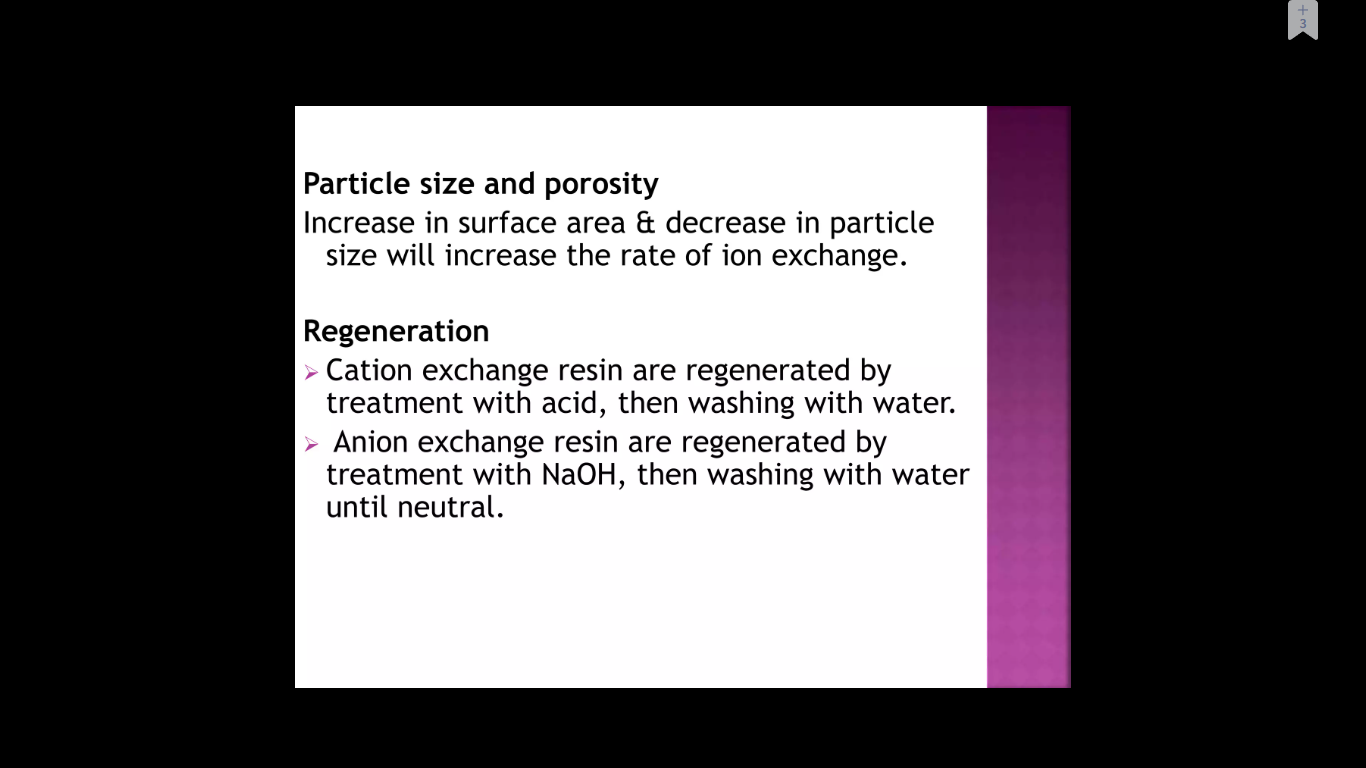 +
3
Particle size and porosity
Increase in surface area & decrease in particle
size will increase the rate of ion exchange.
Regeneration
➢ Cation exchange resin are regenerated by
treatment with acid, then washing with water.
➢ Anion exchange resin are regenerated by
treatment with NaOH, then washing with water
until neutral.